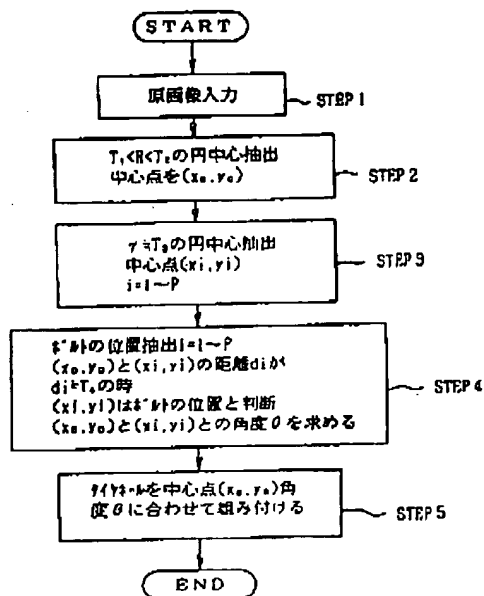 START
原画像入力
STEP 1
T₁<R<T₂の円中心抽出
中心点を(x₀.y₀)
STEP 2
γ≒T₃の円中心抽出
中心点(xi,yi)
i=1~P
STEP 3
ボルトの位置抽出i=1~P
(x₀.y₀)と(xi,yi)の距離diが
di≒T₄の時
(xi,yi)はボルトの位置と判断
(x₀.y₀)と(xi,yi)との角度θを求める
STEP 4
タイヤホイールを中心点(x₀.y₀)角
度θに合わせて組み付ける
STEP 5
END